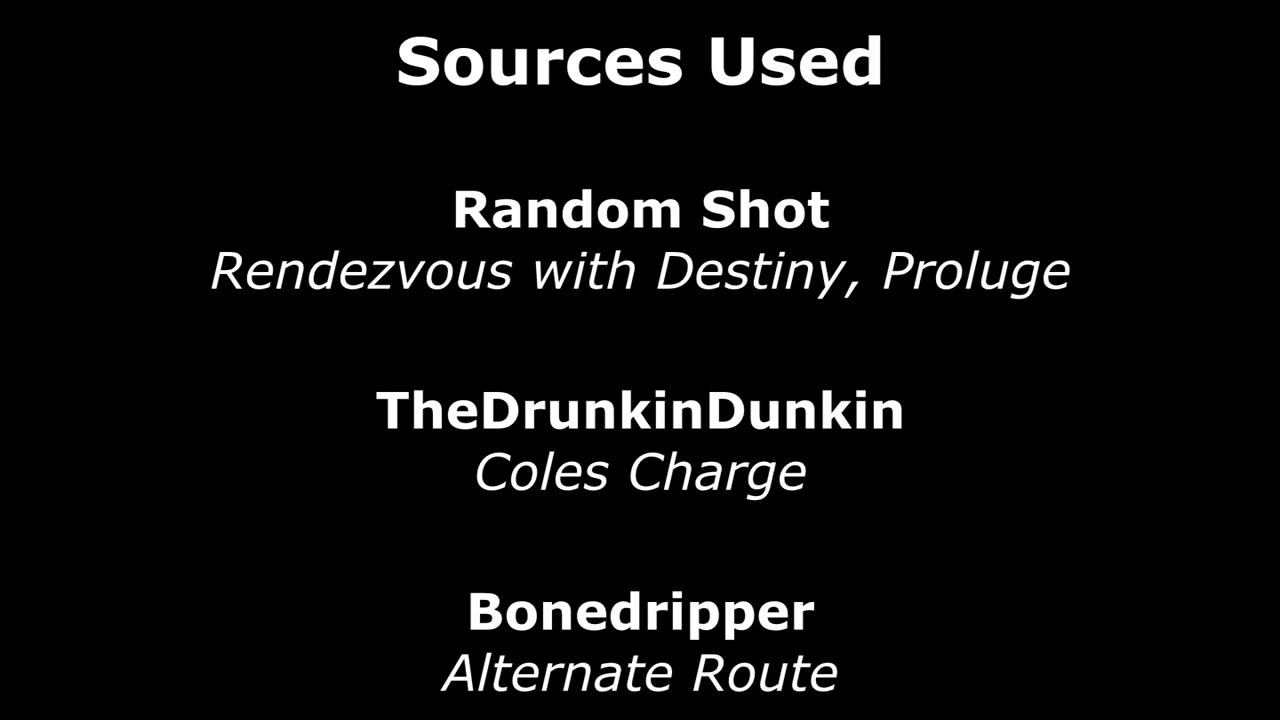 Sources Used
Random Shot
Rendezvous with Destiny, Proluge
TheDrunkinDunkin
Coles Charge
Bonedripper
Alternate Route